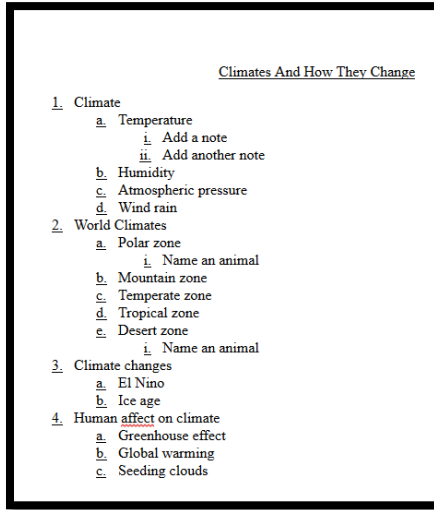 Climates And How They Change
1. Climate
a. Temperature
i. Add a note
ii. Add another note
b. Humidity
c. Atmospheric pressure
d. Wind rain
2. World Climates
a. Polar zone
i. Name an animal
b. Mountain zone
c. Temperate zone
d. Tropical zone
e. Desert zone
i. Name an animal
3. Climate changes
a. El Nino
b. Ice age
4. Human affect on climate
a. Greenhouse effect
b. Global warming
c. Seeding clouds